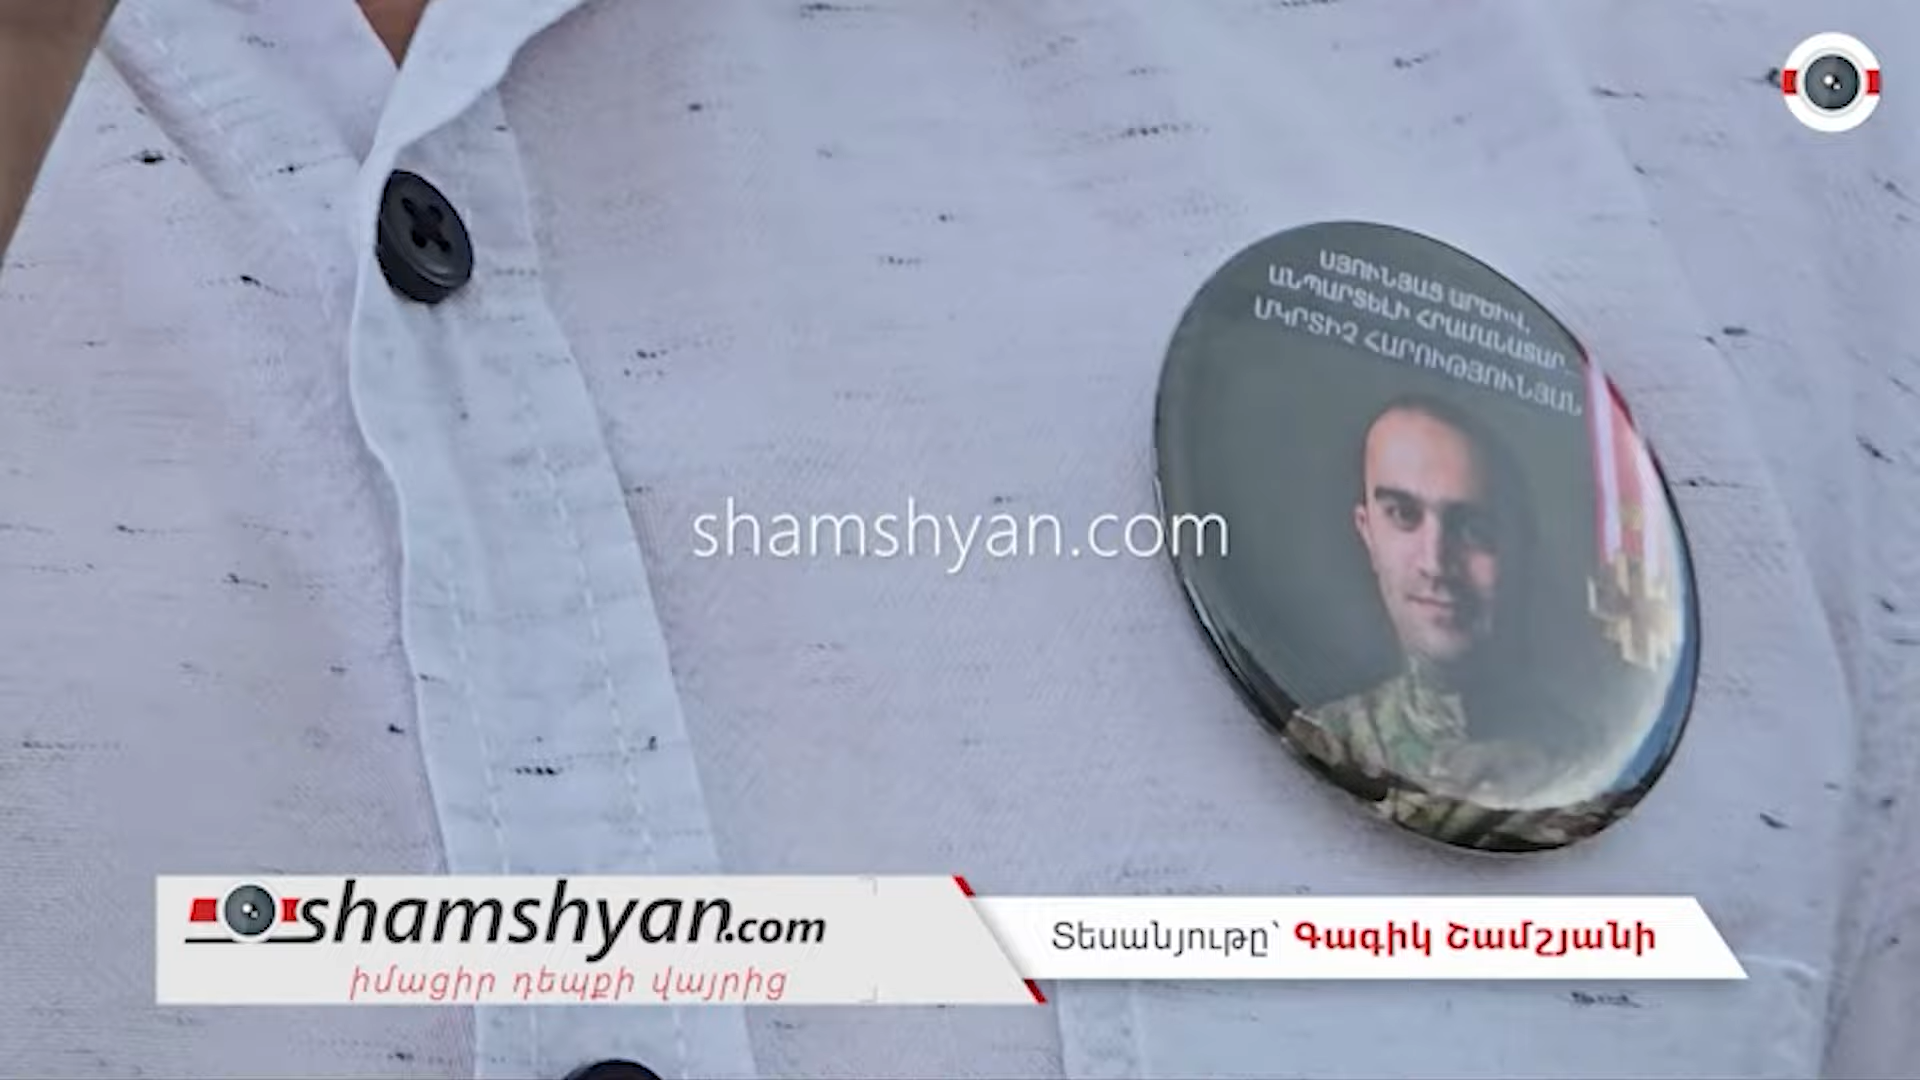 ՍՅՈՒՆՅԱՑ ԱՐԾԻՎ,
ԱՆՊԱՐՏԵԼԻ ՀՐԱՄԱՆԱՏԱՐ...
ՄԿՐՏԻՉ ՀԱՐՈՒԹՅՈՒՆՅԱՆ
shamshyan.com
shamshyan.com
իմացիր դեպքի վայրից
Տեսանյութը՝ Գագիկ Շամշյանի